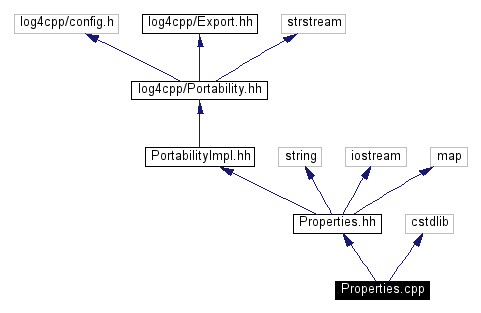 log4cpp/config.h log4cpp/Export.hh strstream
log4cpp/Portability.hh
PortabilityImpl.hh string iostream map
Properties.hh cstdlib
Properties.cpp